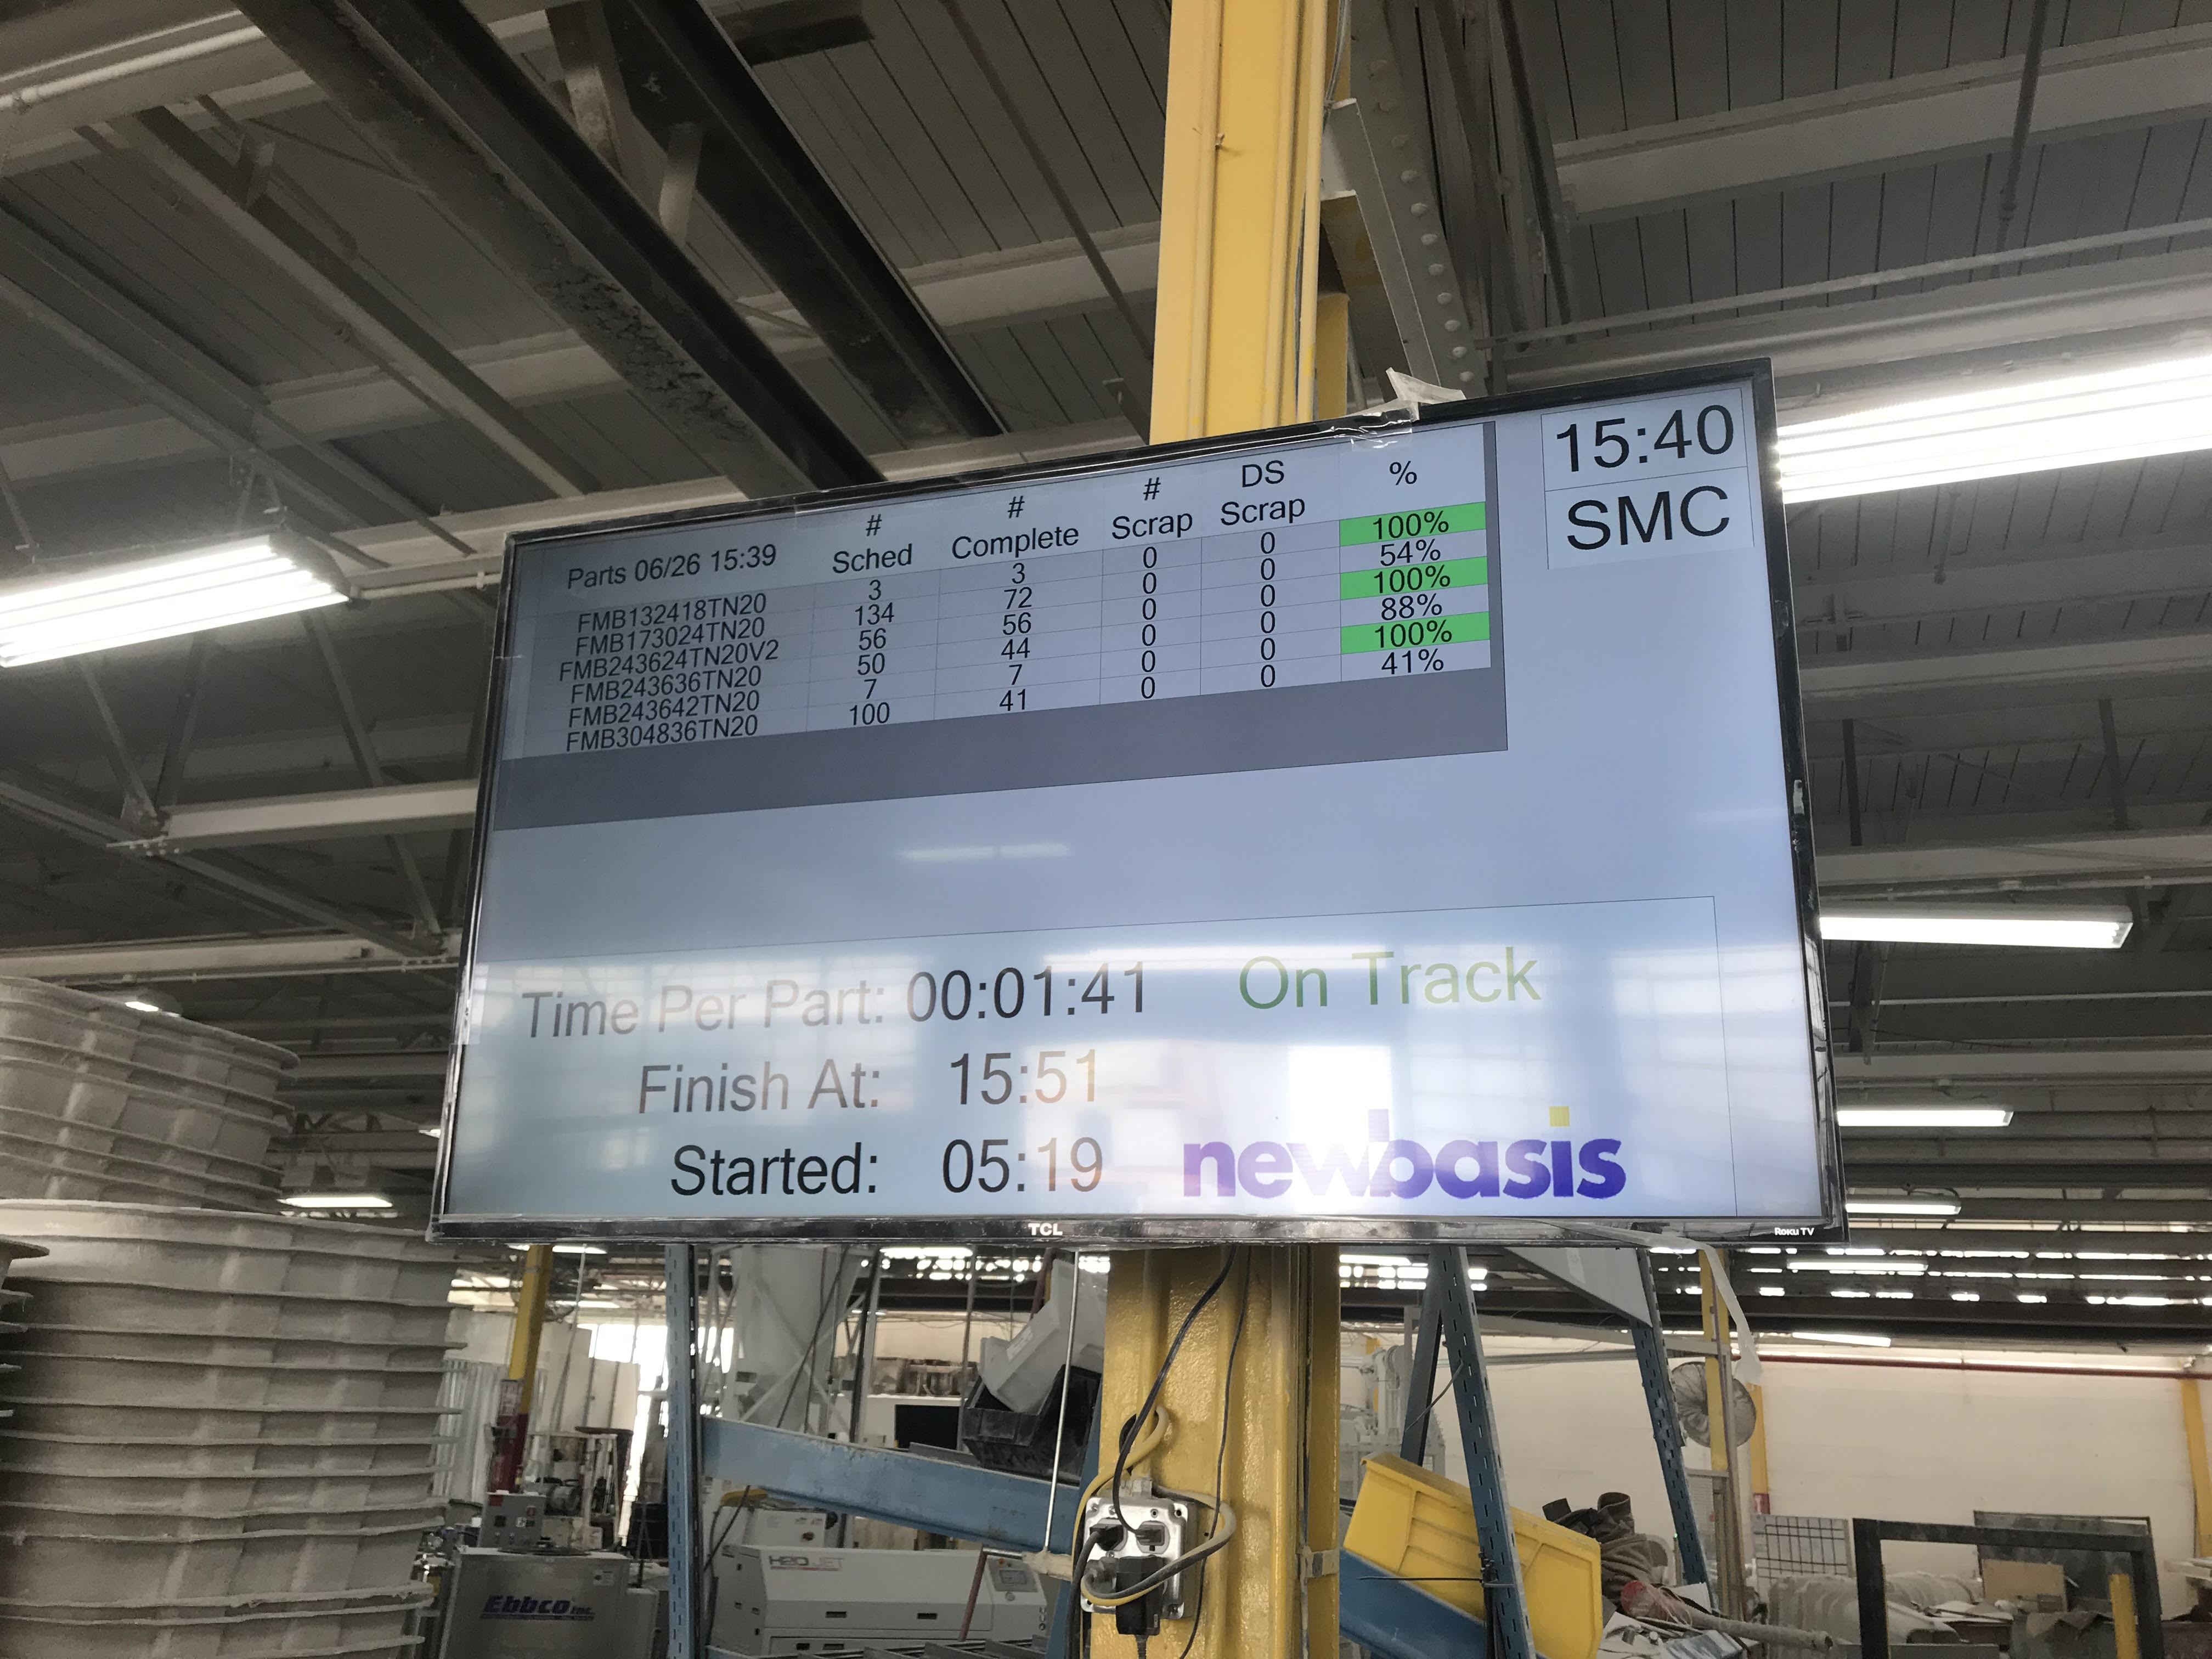 15:40
SMC
Parts 06/26 15:39 # Sched # Complete # Scrap DS Scrap %
FMB132418TN20 3 3 0 0 100%
FMB173024TN20 134 72 0 0 54%
FMB243624TN20V2 56 56 0 0 100%
FMB243636TN20 50 44 0 0 88%
FMB243642TN20 7 7 0 0 100%
FMB304836TN20 100 41 0 0 41%
Time Per Part: 00:01:41 On Track
Finish At: 15:51
Started: 05:19 newbasis
TCL
Roku TV
H2O JET
Ebbco Inc.